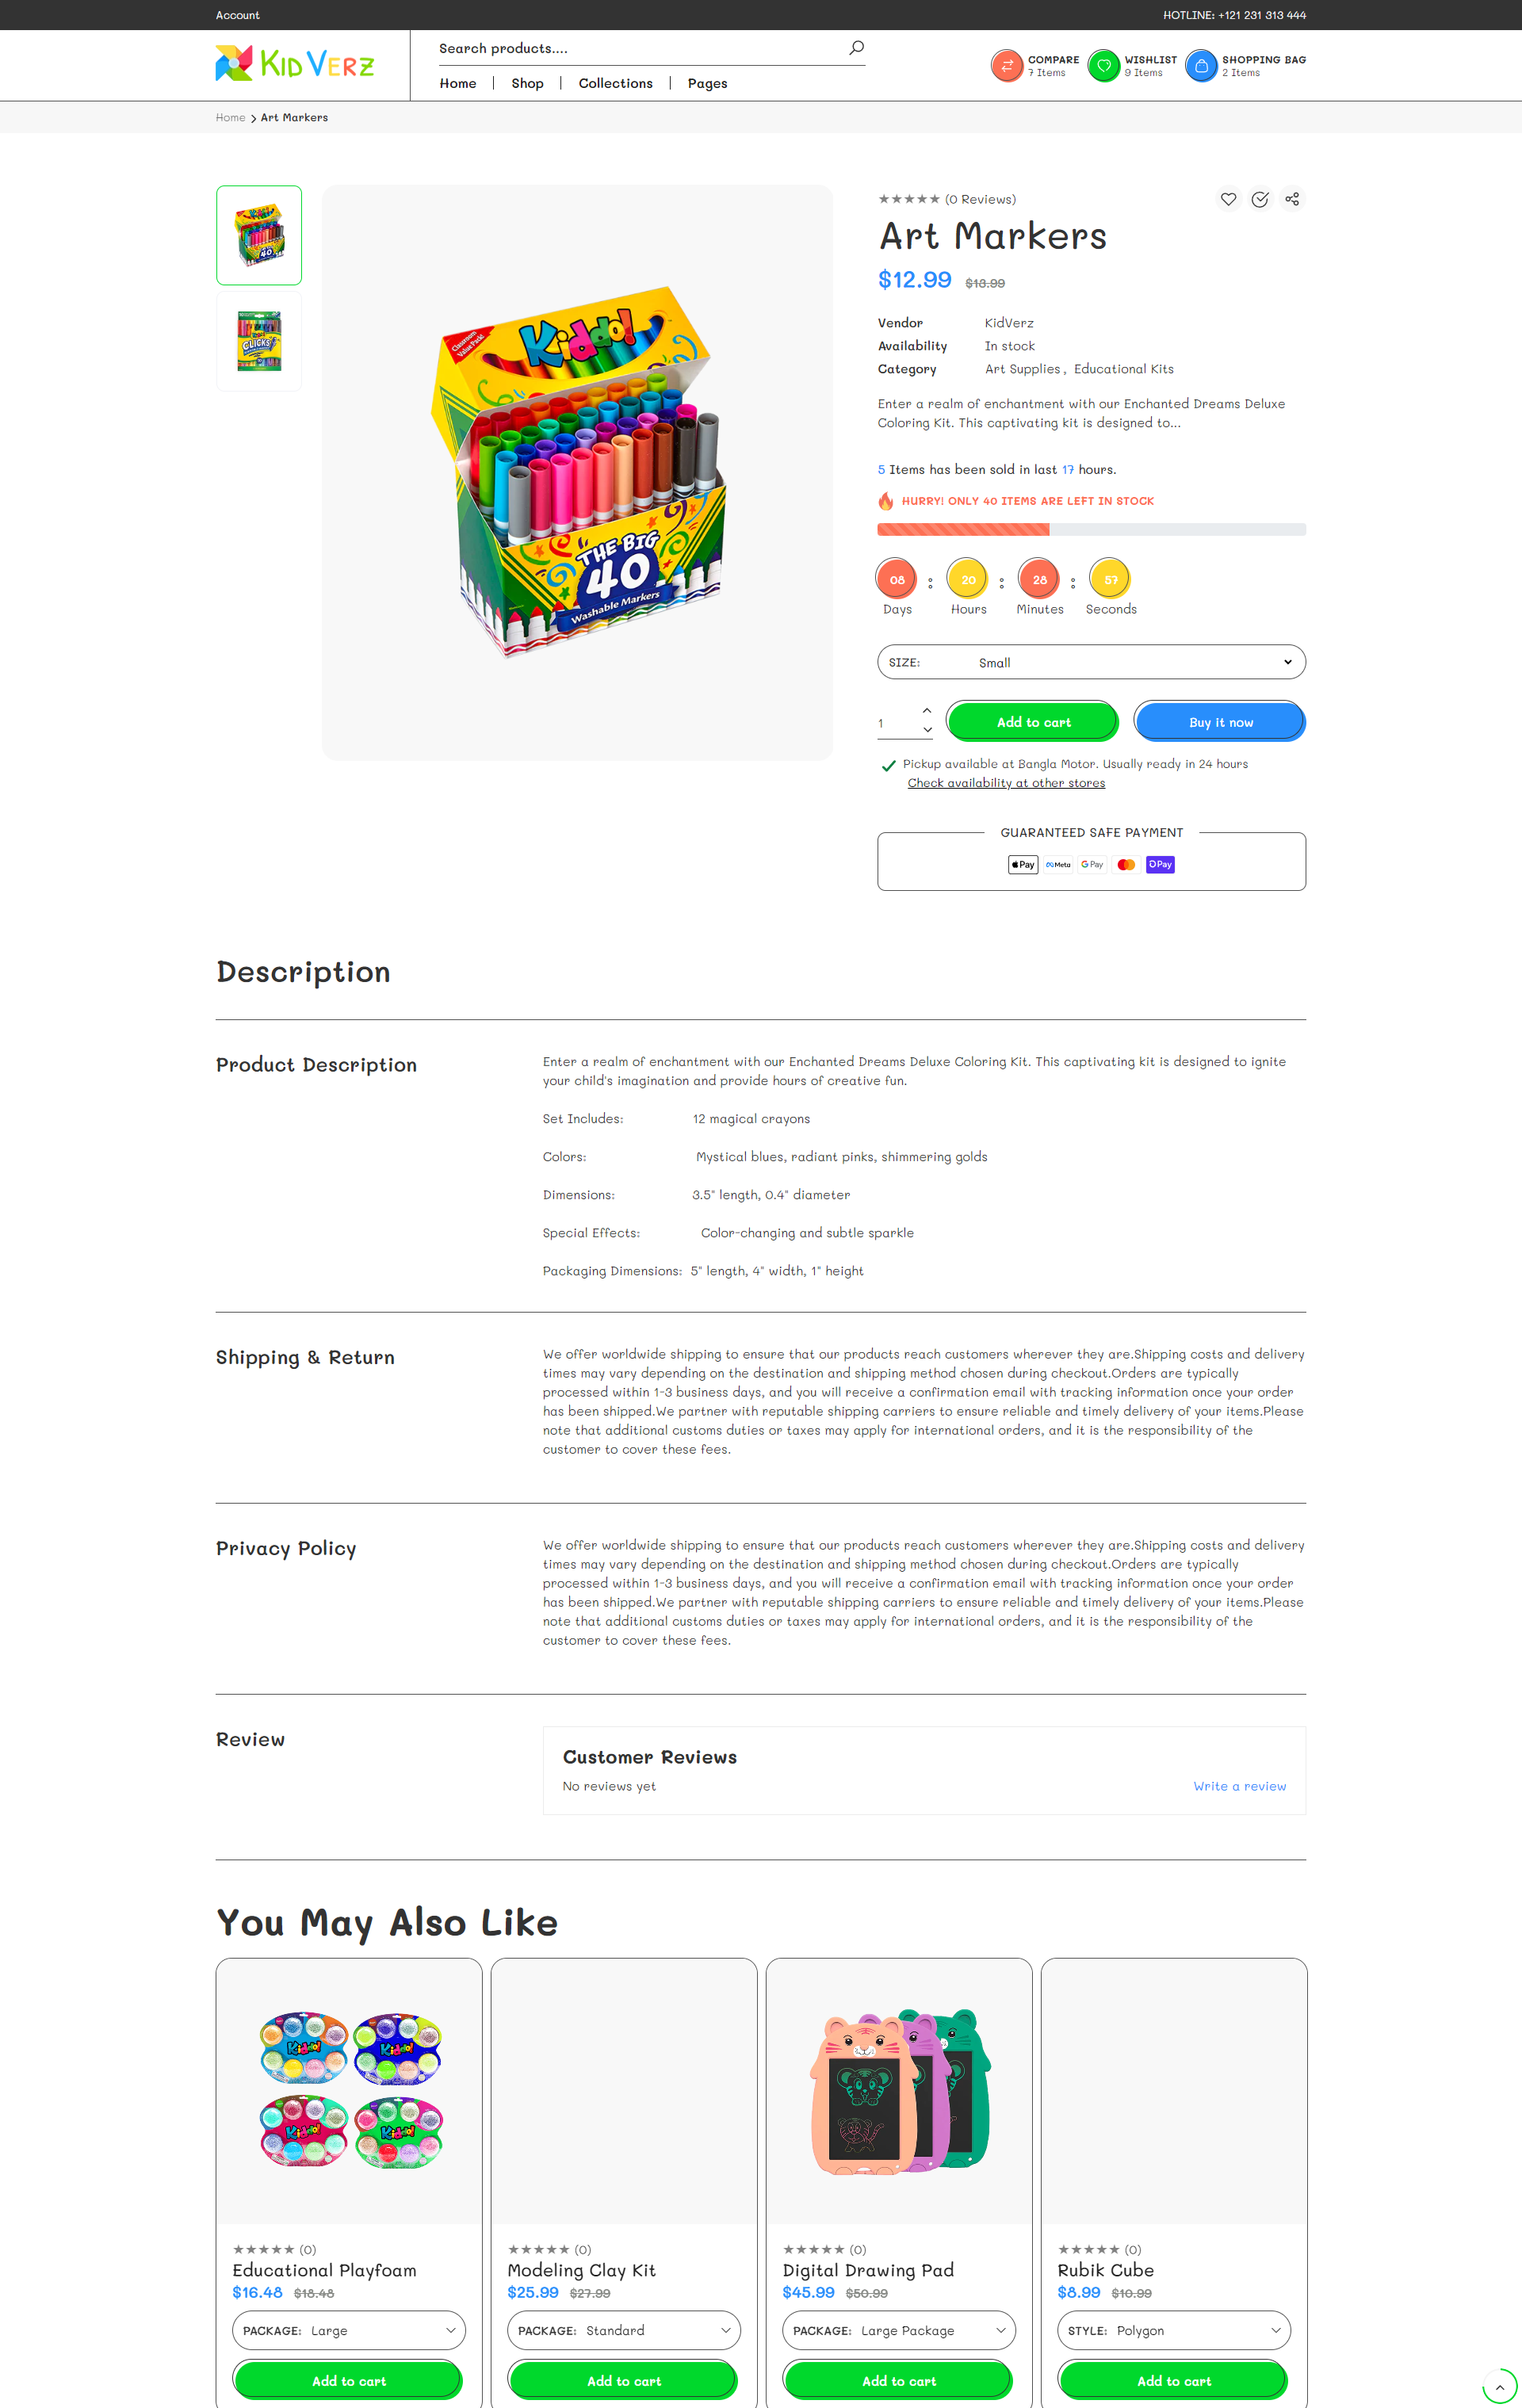 Account
HOTLINE: +121 231 313 444
KID VERZ
Search products....
Home
Shop
Collections
Pages
COMPARE
7 Items
WISHLIST
9 Items
SHOPPING BAG
2 Items
Home
Art Markers
Classroom
Value Pack!
Kiddo!
THE BIG
40
Washable Markers
(0 Reviews)
Art Markers
$12.99 $13.99
Vendor KidVerz
Availability In stock
Category Art Supplies , Educational Kits
Enter a realm of enchantment with our Enchanted Dreams Deluxe
Coloring Kit. This captivating kit is designed to...
5 Items has been sold in last 17 hours.
HURRY! ONLY 40 ITEMS ARE LEFT IN STOCK
08 : 20 : 28 : 57
Days Hours Minutes Seconds
SIZE: Small
1
Add to cart
Buy it now
Pickup available at Bangla Motor. Usually ready in 24 hours
Check availability at other stores
GUARANTEED SAFE PAYMENT
Pay
Meta
G Pay
Pay
Description
Product Description
Enter a realm of enchantment with our Enchanted Dreams Deluxe Coloring Kit. This captivating kit is designed to ignite
your child's imagination and provide hours of creative fun.
Set Includes: 12 magical crayons
Colors: Mystical blues, radiant pinks, shimmering golds
Dimensions: 3.5" length, 0.4" diameter
Special Effects: Color-changing and subtle sparkle
Packaging Dimensions: 5" length, 4" width, 1" height
Shipping & Return
We offer worldwide shipping to ensure that our products reach customers wherever they are.Shipping costs and delivery
times may vary depending on the destination and shipping method chosen during checkout.Orders are typically
processed within 1-3 business days, and you will receive a confirmation email with tracking information once your order
has been shipped.We partner with reputable shipping carriers to ensure reliable and timely delivery of your items.Please
note that additional customs duties or taxes may apply for international orders, and it is the responsibility of the
customer to cover these fees.
Privacy Policy
We offer worldwide shipping to ensure that our products reach customers wherever they are.Shipping costs and delivery
times may vary depending on the destination and shipping method chosen during checkout.Orders are typically
processed within 1-3 business days, and you will receive a confirmation email with tracking information once your order
has been shipped.We partner with reputable shipping carriers to ensure reliable and timely delivery of your items.Please
note that additional customs duties or taxes may apply for international orders, and it is the responsibility of the
customer to cover these fees.
Review
Customer Reviews
No reviews yet
Write a review
You May Also Like
Kiddo! Kiddo!
Kiddo! Kiddo!
(0)
Educational Playfoam
$16.48 $18.48
PACKAGE: Large
Add to cart
(0)
Modeling Clay Kit
$25.99 $27.99
PACKAGE: Standard
Add to cart
(0)
Digital Drawing Pad
$45.99 $50.99
PACKAGE: Large Package
Add to cart
(0)
Rubik Cube
$8.99 $10.99
STYLE: Polygon
Add to cart